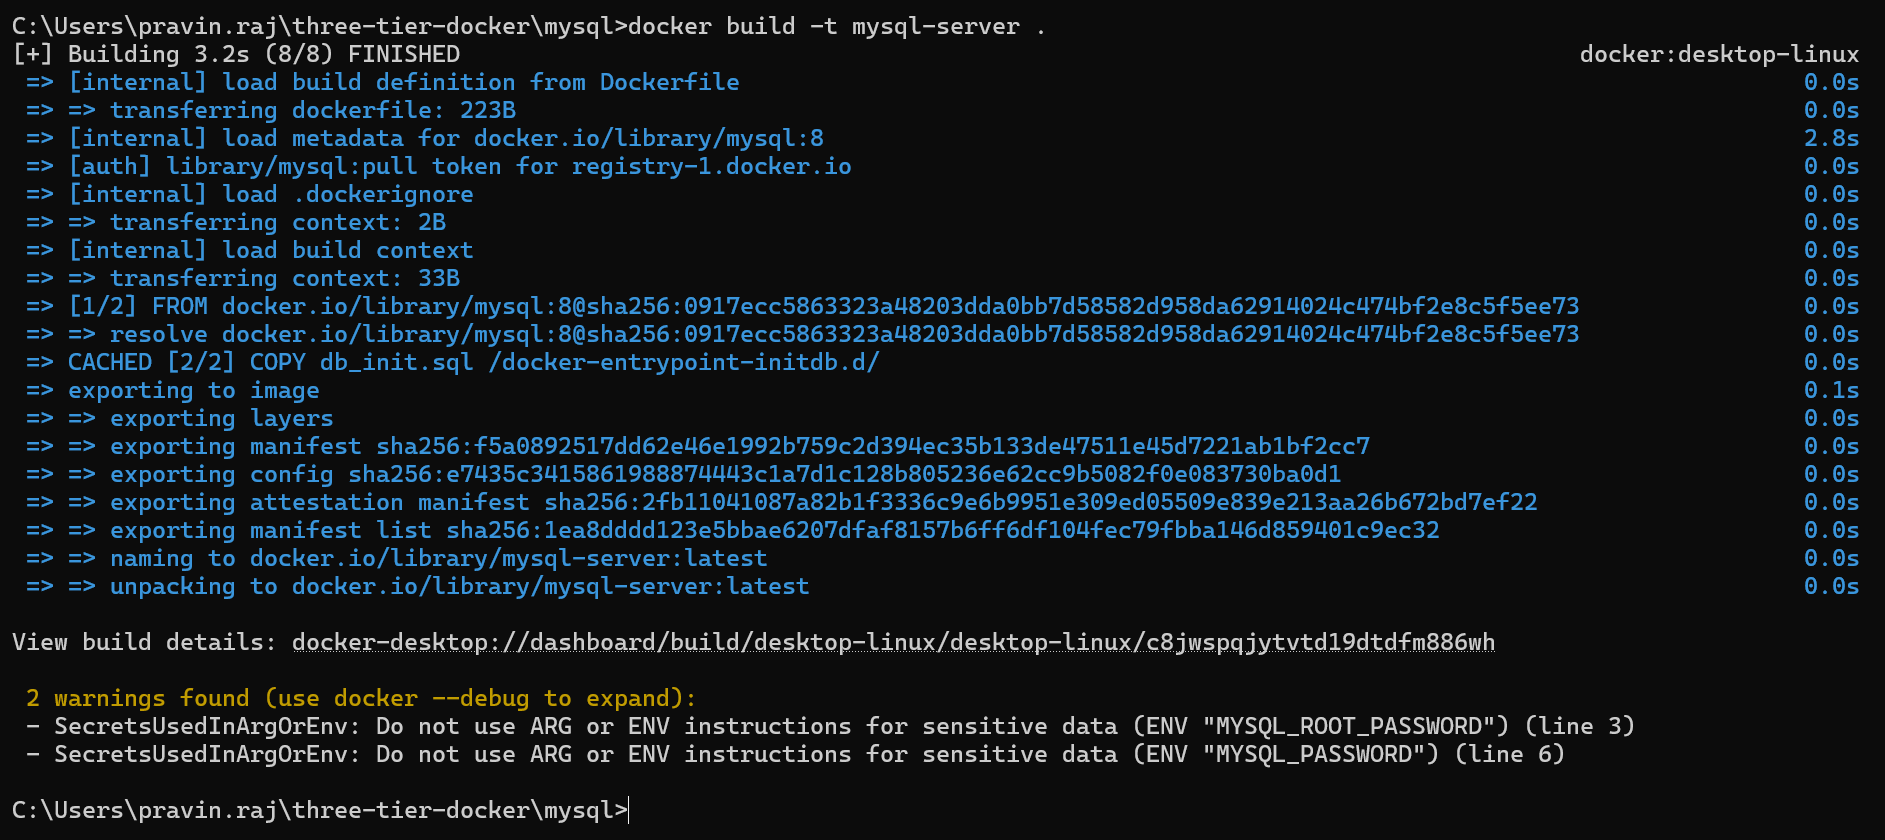 C:\Users\pravin.raj\three-tier-docker\mysql>docker build -t mysql-server .
[+] Building 3.2s (8/8) FINISHED docker:desktop-linux
=> [internal] load build definition from Dockerfile 0.0s
=> => transferring dockerfile: 223B 0.0s
=> [internal] load metadata for docker.io/library/mysql:8 2.8s
=> [auth] library/mysql:pull token for registry-1.docker.io 0.0s
=> [internal] load .dockerignore 0.0s
=> => transferring context: 2B 0.0s
=> [internal] load build context 0.0s
=> => transferring context: 33B 0.0s
=> [1/2] FROM docker.io/library/mysql:8@sha256:0917ecc5863323a48203dda0bb7d58582d958da62914024c474bf2e8c5f5ee73 0.0s
=> => resolve docker.io/library/mysql:8@sha256:0917ecc5863323a48203dda0bb7d58582d958da62914024c474bf2e8c5f5ee73 0.0s
=> CACHED [2/2] COPY db_init.sql /docker-entrypoint-initdb.d/ 0.0s
=> exporting to image 0.1s
=> => exporting layers 0.0s
=> => exporting manifest sha256:f5a0892517dd62e46e1992b759c2d394ec35b133de47511e45d7221ab1bf2cc7 0.0s
=> => exporting config sha256:e7435c3415861988874443c1a7d1c128b805236e62cc9b5082f0e083730ba0d1 0.0s
=> => exporting attestation manifest sha256:2fb11041087a82b1f3336c9e6b9951e309ed05509e839e213aa26b672bd7ef22 0.0s
=> => exporting manifest list sha256:1ea8dddd123e5bbae6207dfaf8157b6ff6df104fec79fbba146d859401c9ec32 0.0s
=> => naming to docker.io/library/mysql-server:latest 0.0s
=> => unpacking to docker.io/library/mysql-server:latest 0.0s
View build details: docker-desktop://dashboard/build/desktop-linux/desktop-linux/c8jwspqjytvtd19dtdfm886wh
2 warnings found (use docker --debug to expand):
- SecretsUsedInArgOrEnv: Do not use ARG or ENV instructions for sensitive data (ENV "MYSQL_ROOT_PASSWORD") (line 3)
- SecretsUsedInArgOrEnv: Do not use ARG or ENV instructions for sensitive data (ENV "MYSQL_PASSWORD") (line 6)
C:\Users\pravin.raj\three-tier-docker\mysql>